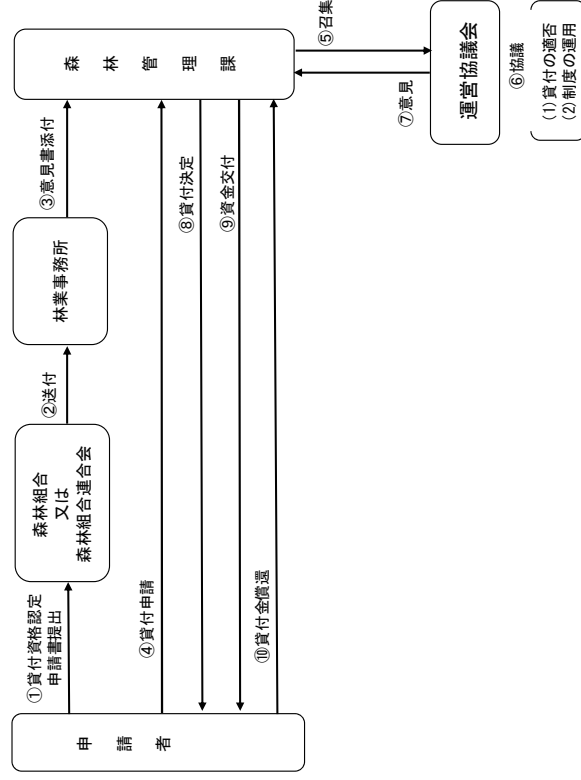 申請者
①貸付資格認定
申請書提出
森林組合
又は
森林組合連合会
②送付
林業事務所
③意見書添付
森林管理課
④貸付申請
⑧貸付決定
⑨資金交付
⑩貸付金償還
⑤召集
⑦意見
運営協議会
⑥協議
(1)貸付の適否
(2)制度の運用